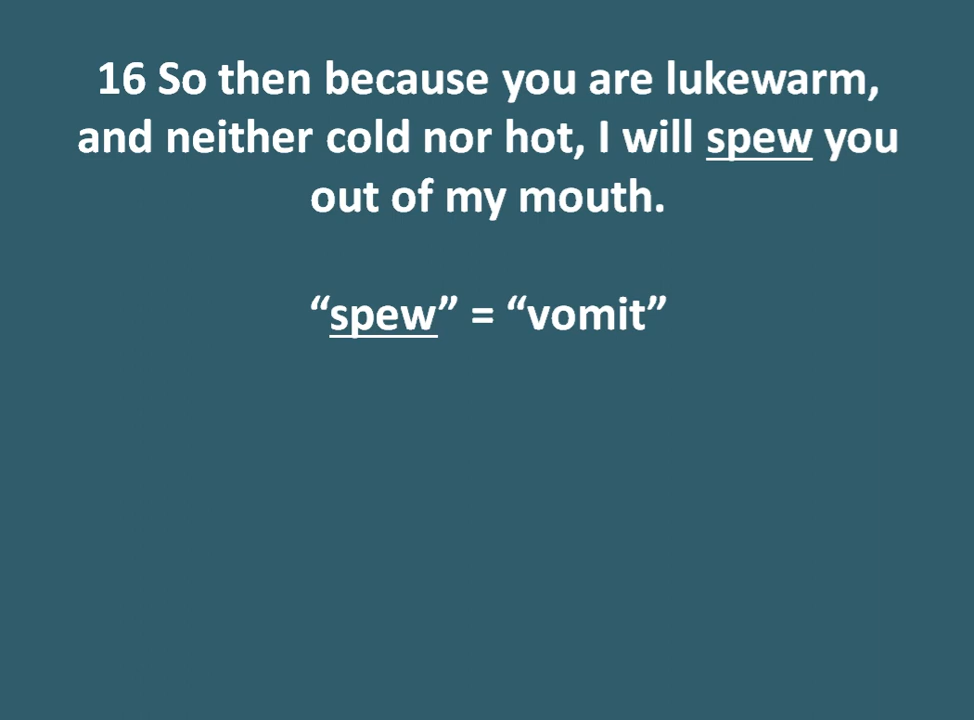 16 So then because you are lukewarm,
and neither cold nor hot, I will spew you
out of my mouth.
“spew” = “vomit”